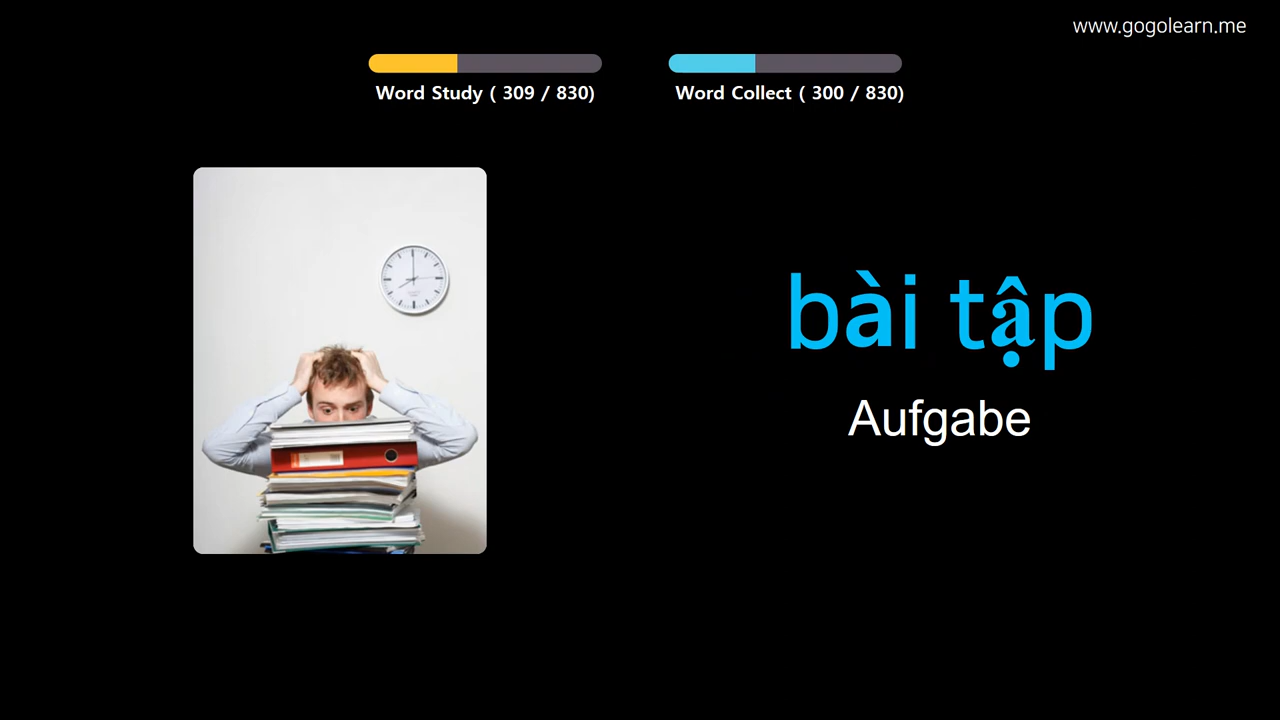 www.gogolearn.me
Word Study ( 309 / 830)
Word Collect ( 300 / 830)
bài tập
Aufgabe